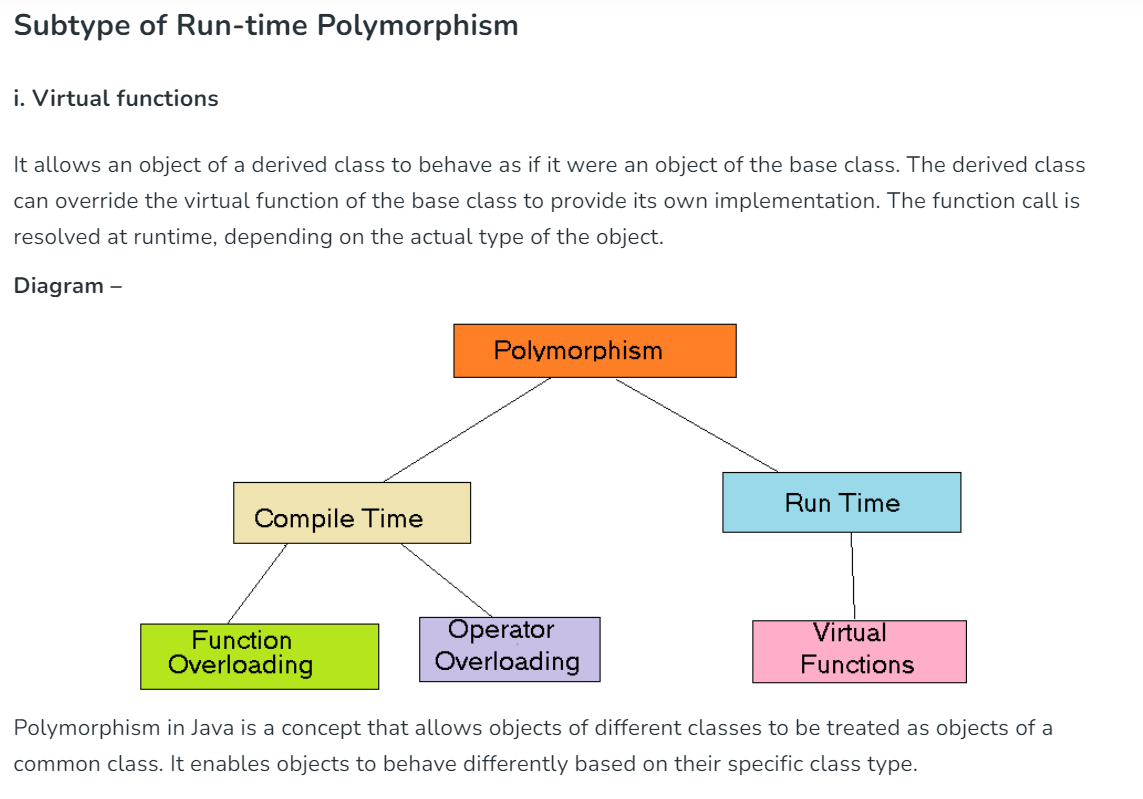 Subtype of Run-time Polymorphism
i. Virtual functions
It allows an object of a derived class to behave as if it were an object of the base class. The derived class
can override the virtual function of the base class to provide its own implementation. The function call is
resolved at runtime, depending on the actual type of the object.
Diagram –
Polymorphism
Compile Time
Run Time
Function
Overloading
Operator
Overloading
Virtual
Functions
Polymorphism in Java is a concept that allows objects of different classes to be treated as objects of a
common class. It enables objects to behave differently based on their specific class type.